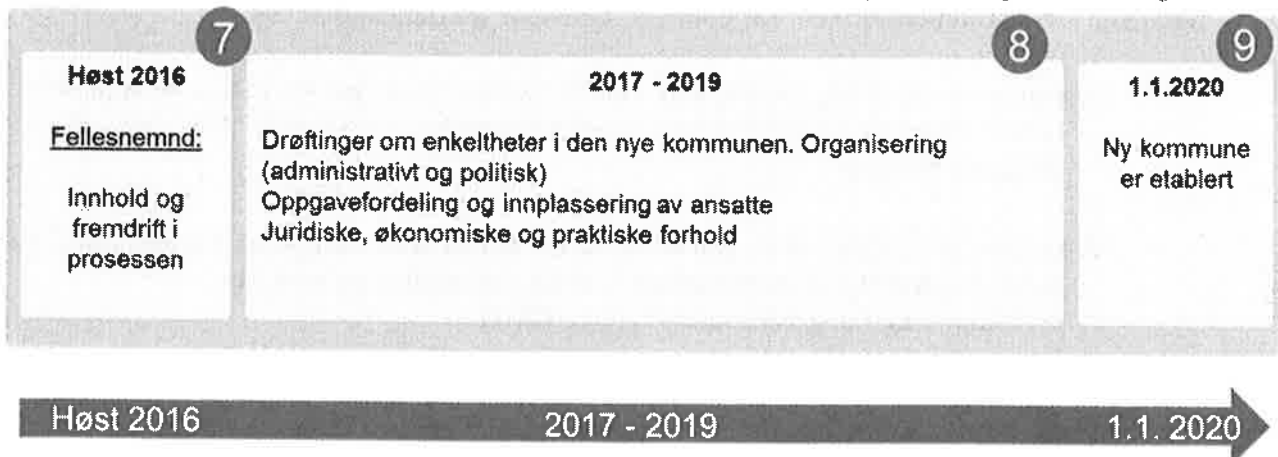 7
Høst 2016
Fellesnemnd:
Innhold og
fremdrift i
prosessen
8
2017 - 2019
Drøftinger om enkeltheter i den nye kommunen. Organisering
(administrativt og politisk)
Oppgavefordeling og innplassering av ansatte
Juridiske, økonomiske og praktiske forhold
9
1.1.2020
Ny kommune
er etablert
Høst 2016 2017 - 2019 1.1. 2020